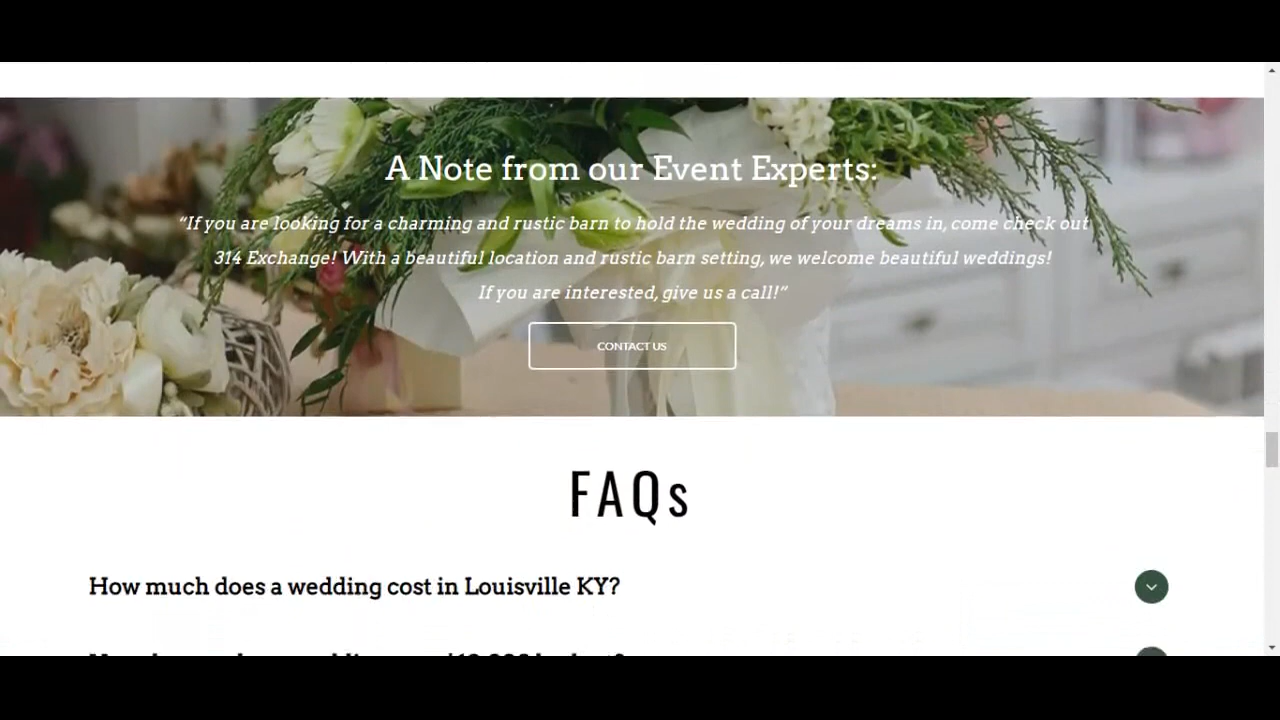 A Note from our Event Experts:
“If you are looking for a charming and rustic barn to hold the wedding of your dreams in, come check out
314 Exchange! With a beautiful location and rustic barn setting, we welcome beautiful weddings!
If you are interested, give us a call!”
CONTACT US
FAQs
How much does a wedding cost in Louisville KY?